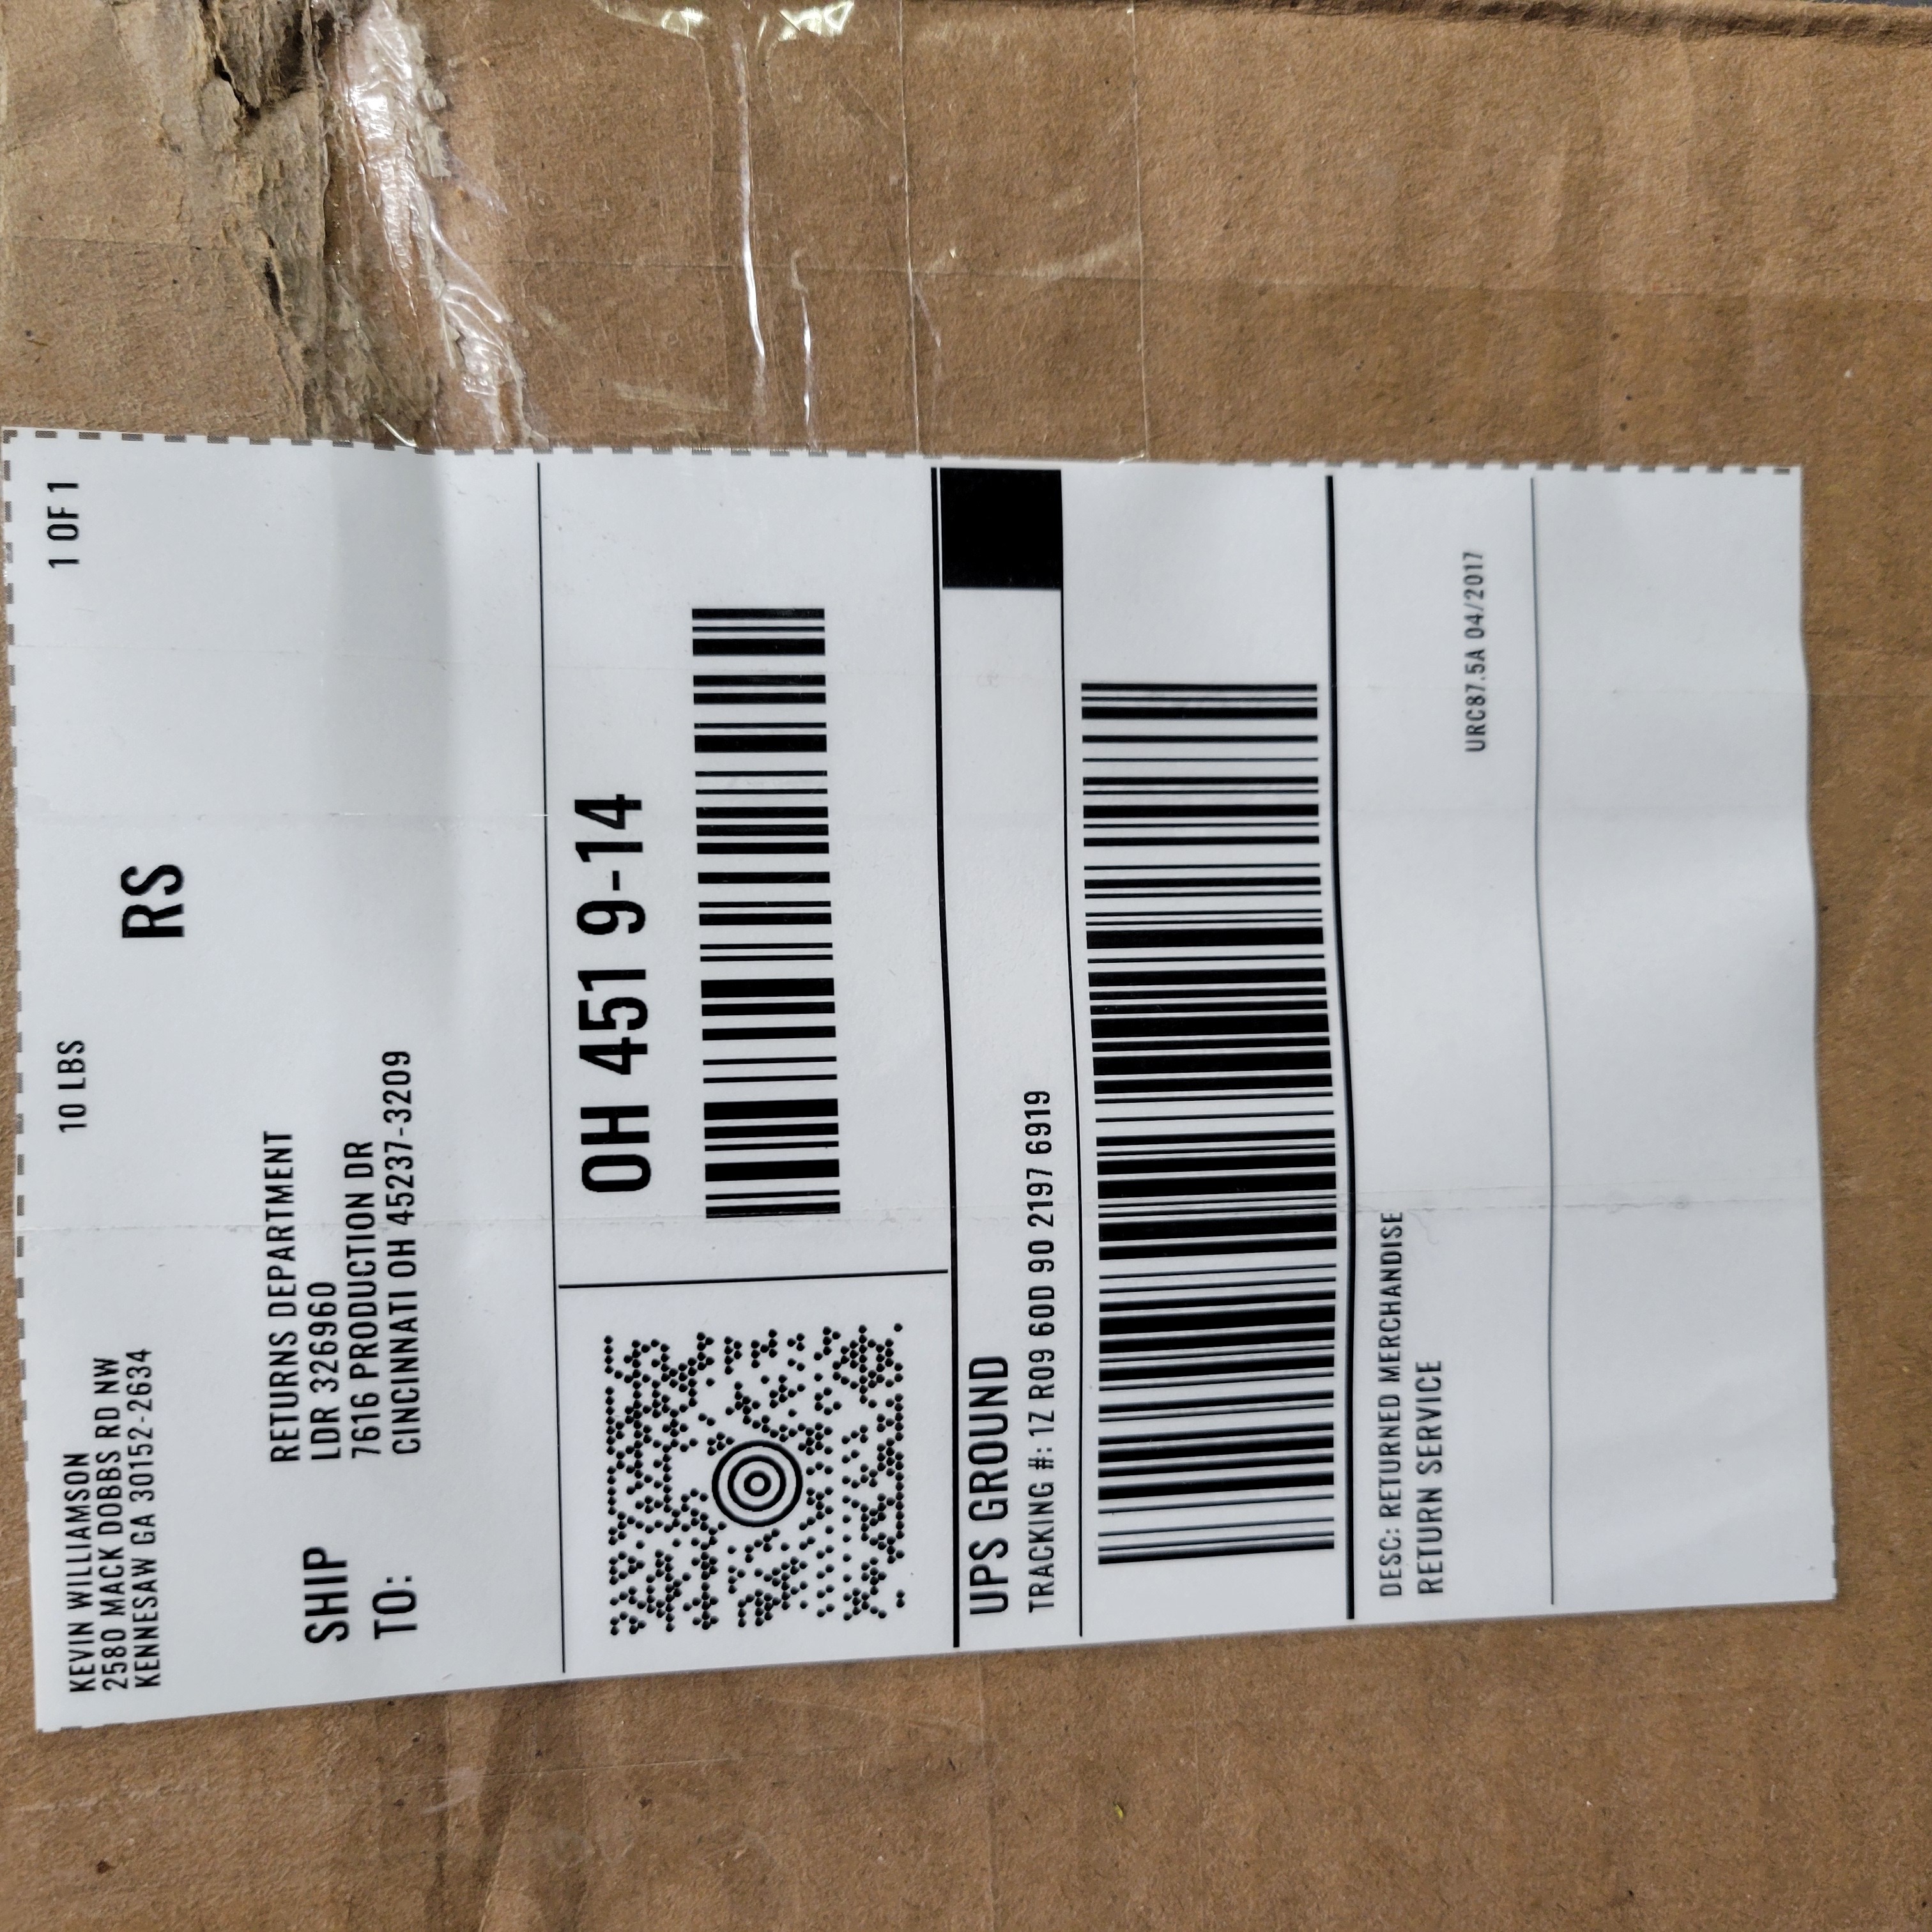 KEVIN WILLIAMSON
2580 MACK DOBBS RD NW
KENNESAW GA 30152-2634
10 LBS
1 OF 1
RS
SHIP
TO:
RETURNS DEPARTMENT
LDR 326960
7616 PRODUCTION DR
CINCINNATI OH 45237-3209
OH 451 9-14
UPS GROUND
TRACKING #: 1Z R09 60D 90 2197 6919
DESC: RETURNED MERCHANDISE
RETURN SERVICE
URC87.5A 04/2017